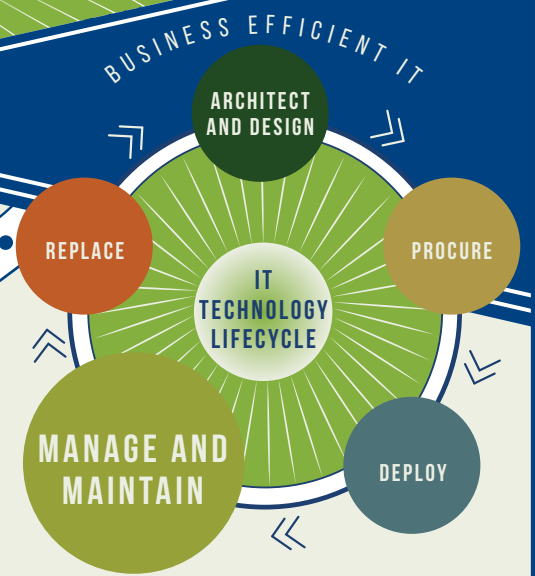 BUSINESS EFFICIENT IT
ARCHITECT
AND DESIGN
REPLACE
PROCURE
IT
TECHNOLOGY
LIFECYCLE
MANAGE AND
MAINTAIN
DEPLOY